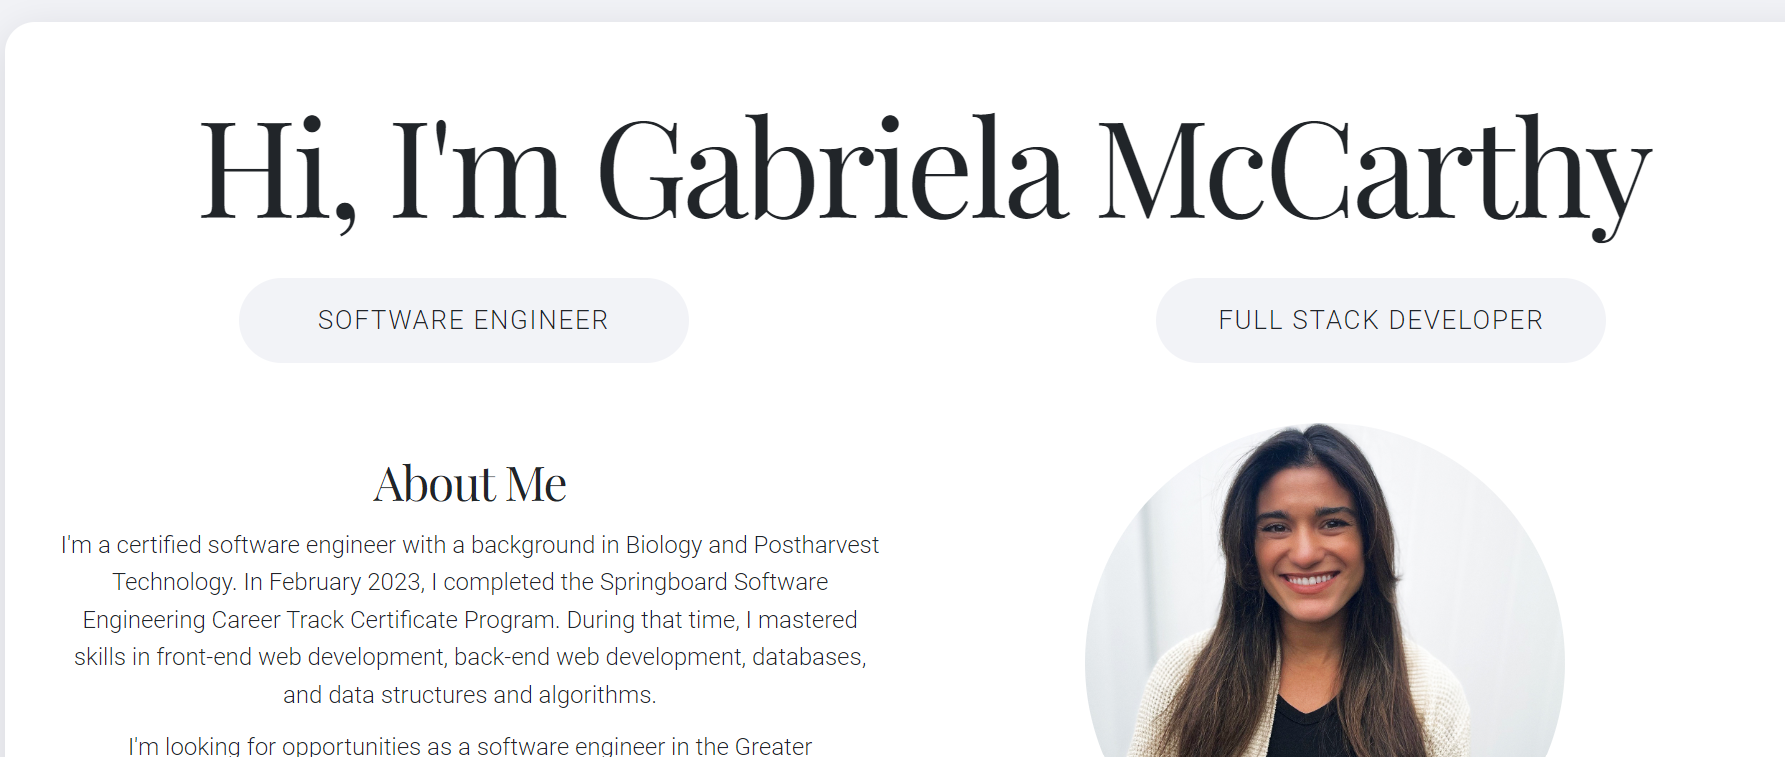 Hi, I'm Gabriela McCarthy
SOFTWARE ENGINEER
FULL STACK DEVELOPER
About Me
I'm a certified software engineer with a background in Biology and Postharvest
Technology. In February 2023, I completed the Springboard Software
Engineering Career Track Certificate Program. During that time, I mastered
skills in front-end web development, back-end web development, databases,
and data structures and algorithms.
I'm looking for opportunities as a software engineer in the Greater